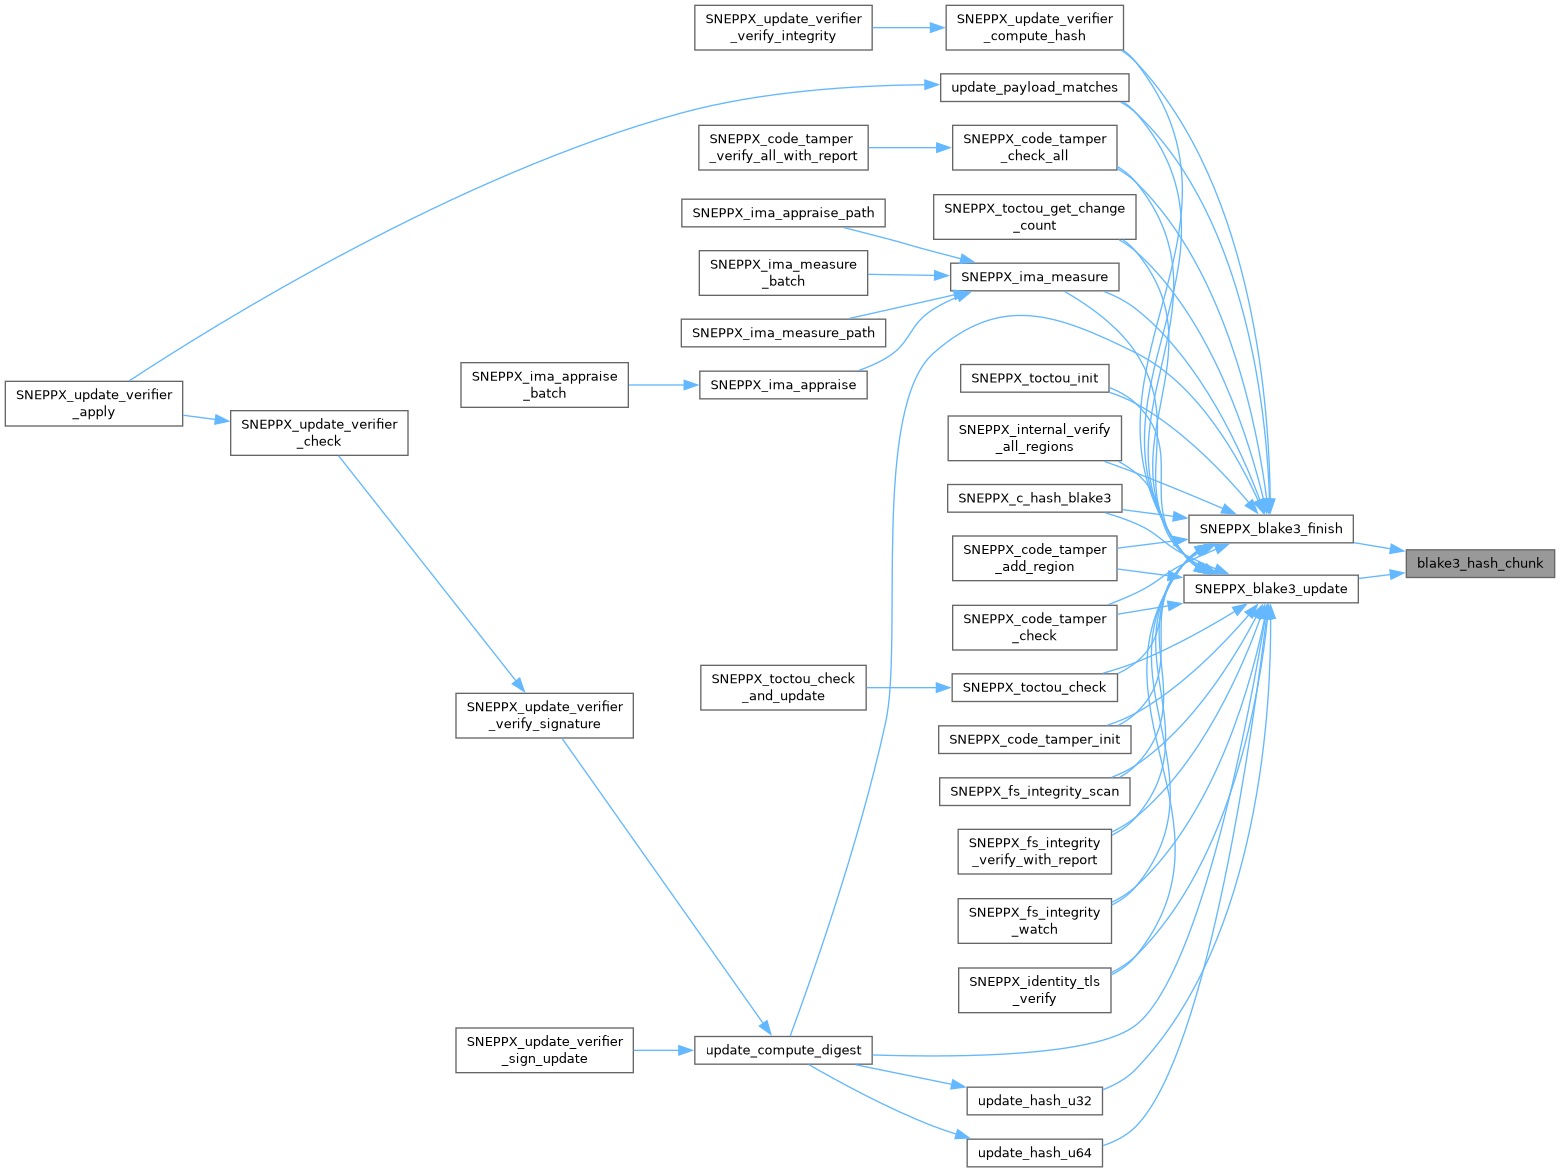 SNEPPX_update_verifier
_verify_integrity
SNEPPX_update_verifier
_compute_hash
update_payload_matches
SNEPPX_code_tamper
_verify_all_with_report
SNEPPX_code_tamper
_check_all
SNEPPX_ima_appraise_path
SNEPPX_toctou_get_change
_count
SNEPPX_ima_measure
_batch
SNEPPX_ima_measure
SNEPPX_ima_measure_path
SNEPPX_ima_appraise
_batch
SNEPPX_ima_appraise
SNEPPX_toctou_init
SNEPPX_update_verifier
_apply
SNEPPX_update_verifier
_check
SNEPPX_internal_verify
_all_regions
SNEPPX_c_hash_blake3
SNEPPX_blake3_finish
blake3_hash_chunk
SNEPPX_code_tamper
_add_region
SNEPPX_blake3_update
SNEPPX_code_tamper
_check
SNEPPX_toctou_check
_and_update
SNEPPX_toctou_check
SNEPPX_update_verifier
_verify_signature
SNEPPX_code_tamper_init
SNEPPX_fs_integrity_scan
SNEPPX_fs_integrity
_verify_with_report
SNEPPX_fs_integrity
_watch
SNEPPX_identity_tls
_verify
SNEPPX_update_verifier
_sign_update
update_compute_digest
update_hash_u32
update_hash_u64